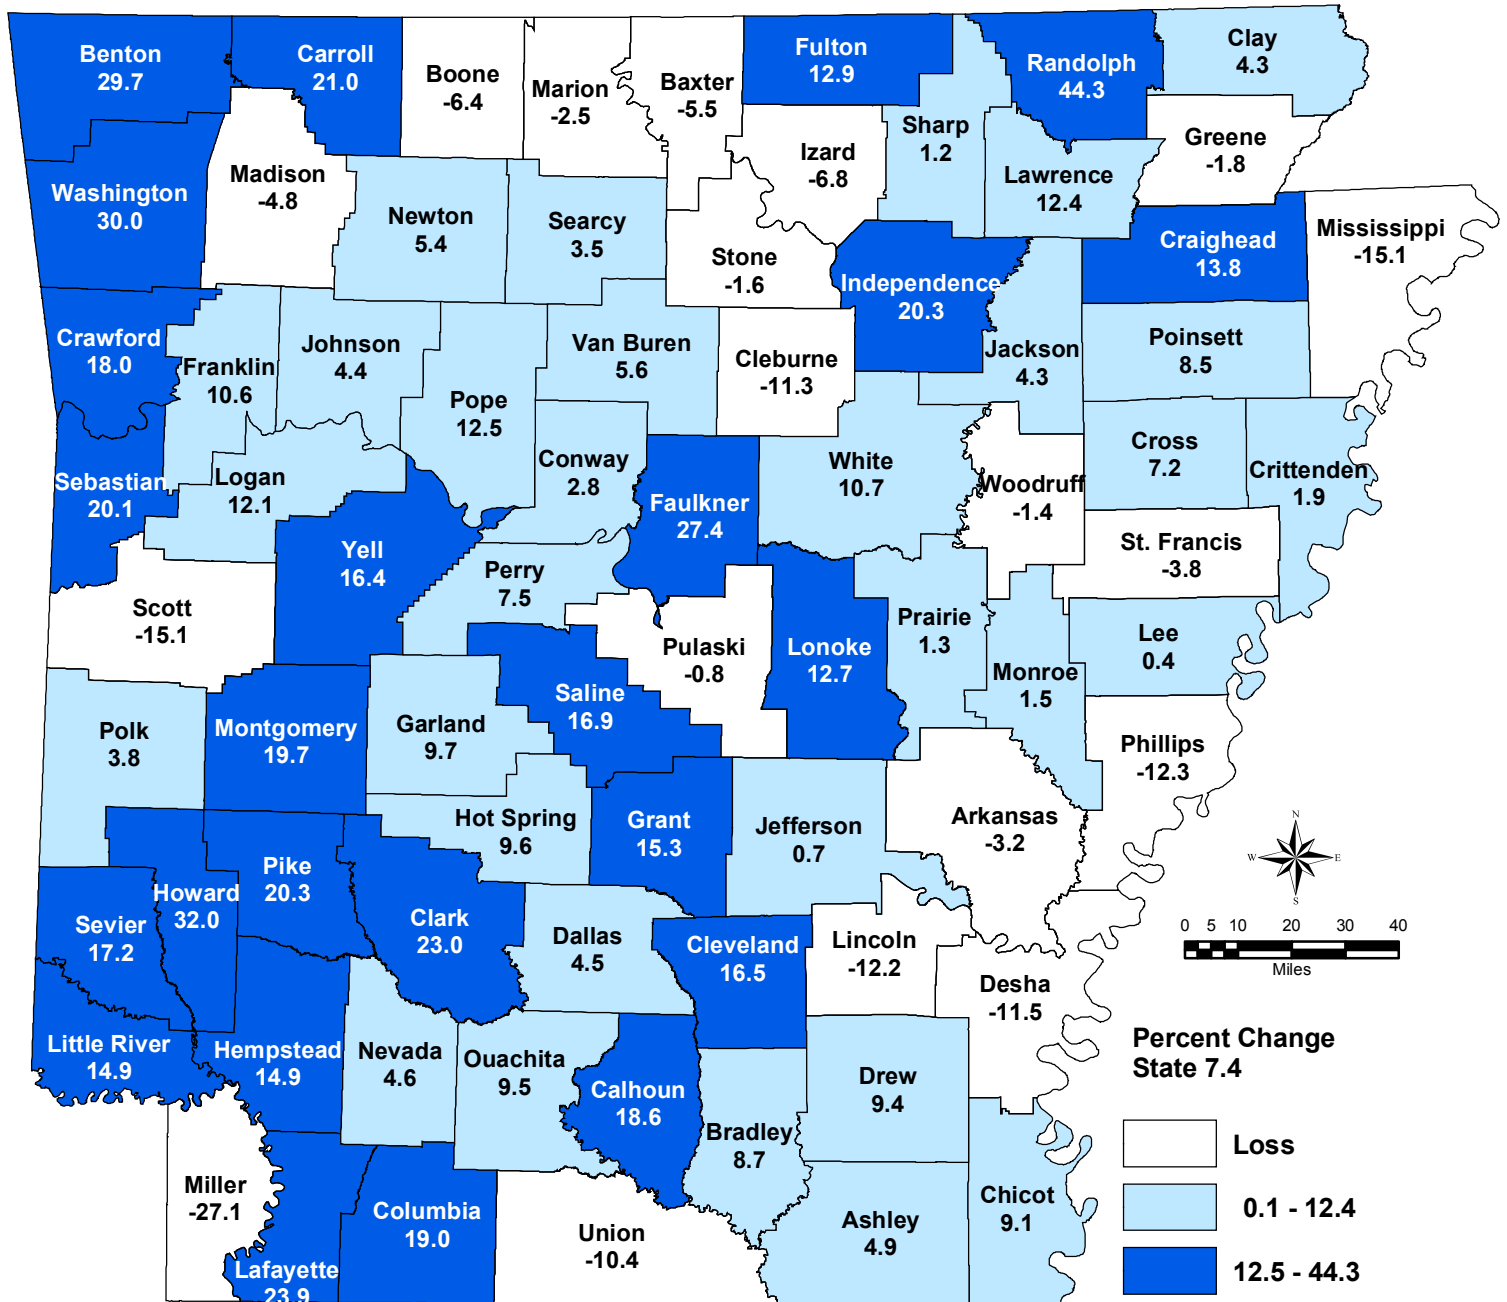 Benton
29.7
Carroll
21.0
Boone
-6.4
Marion
-2.5
Baxter
-5.5
Fulton
12.9
Randolph
44.3
Clay
4.3
Sharp
1.2
Izard
-6.8
Greene
-1.8
Lawrence
12.4
Washington
30.0
Madison
-4.8
Newton
5.4
Searcy
3.5
Stone
-1.6
Independence
20.3
Craighead
13.8
Mississippi
-15.1
Crawford
18.0
Franklin
10.6
Johnson
4.4
Pope
12.5
Van Buren
5.6
Cleburne
-11.3
Jackson
4.3
Poinsett
8.5
Sebastian
20.1
Logan
12.1
Conway
2.8
Faulkner
27.4
White
10.7
Woodruff
-1.4
Cross
7.2
Crittenden
1.9
Yell
16.4
Perry
7.5
St. Francis
-3.8
Scott
-15.1
Pulaski
-0.8
Lonoke
12.7
Prairie
1.3
Monroe
1.5
Lee
0.4
Polk
3.8
Montgomery
19.7
Garland
9.7
Saline
16.9
Phillips
-12.3
Hot Spring
9.6
Grant
15.3
Jefferson
0.7
Arkansas
-3.2
Pike
20.3
Howard
32.0
Sevier
17.2
Clark
23.0
Dallas
4.5
Cleveland
16.5
Lincoln
-12.2
Desha
-11.5
Little River
14.9
Hempstead
14.9
Nevada
4.6
Ouachita
9.5
Calhoun
18.6
Bradley
8.7
Drew
9.4
Miller
-27.1
Lafayette
23.9
Columbia
19.0
Union
-10.4
Ashley
4.9
Chicot
9.1
N
W E
S
0 5 10 20 30 40
Miles
Percent Change
State 7.4
Loss
0.1 - 12.4
12.5 - 44.3